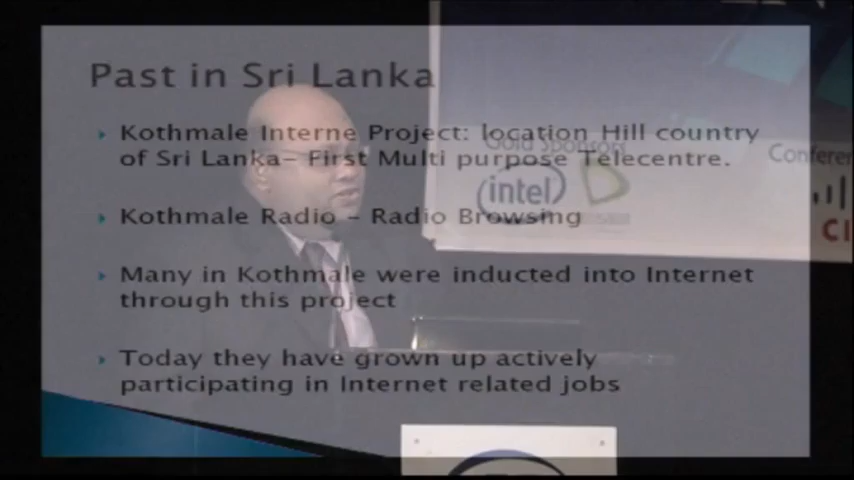 Past in Sri Lanka
Kothmale Interne Project: location Hill country
of Sri Lanka- First Multi purpose Telecentre.
Kothmale Radio - Radio Browsing
Many in Kothmale were inducted into Internet
through this project
Today they have grown up actively
participating in Internet related jobs
Gold Sponsors
intel
Conferen
CI